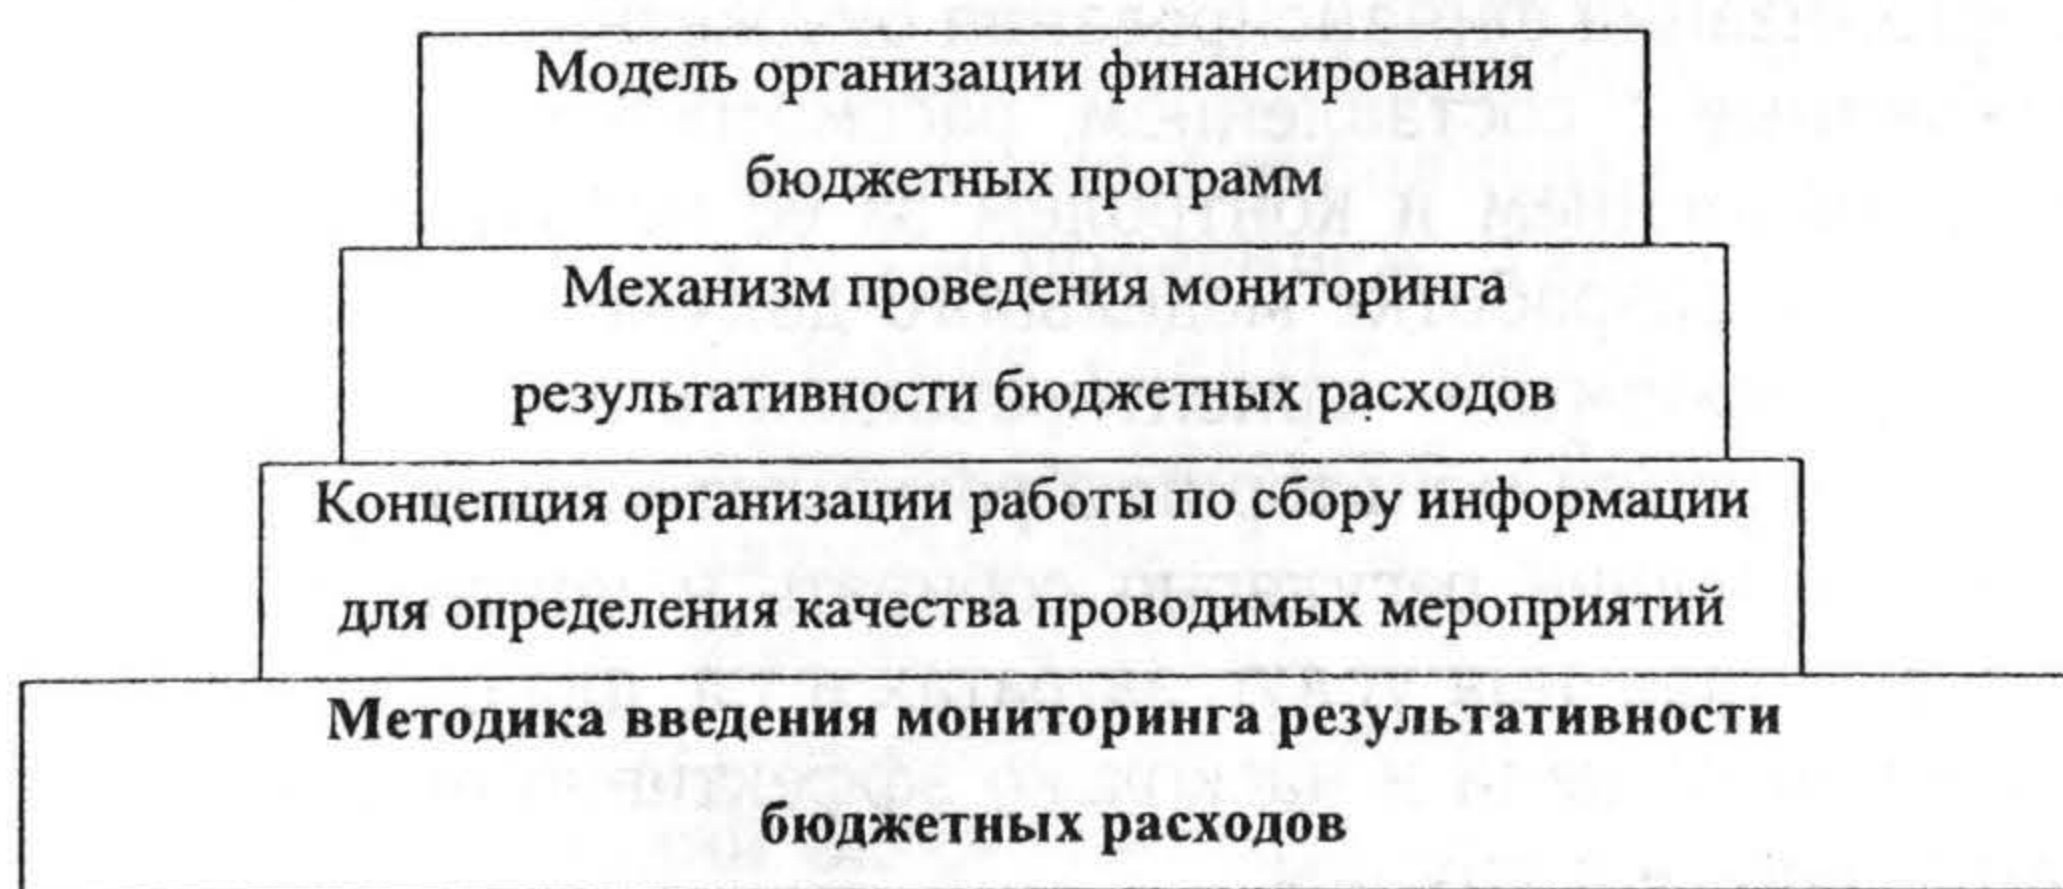 Модель организации финансирования
бюджетных программ
Механизм проведения мониторинга
результативности бюджетных расходов
Концепция организации работы по сбору информации
для определения качества проводимых мероприятий
Методика введения мониторинга результативности
бюджетных расходов